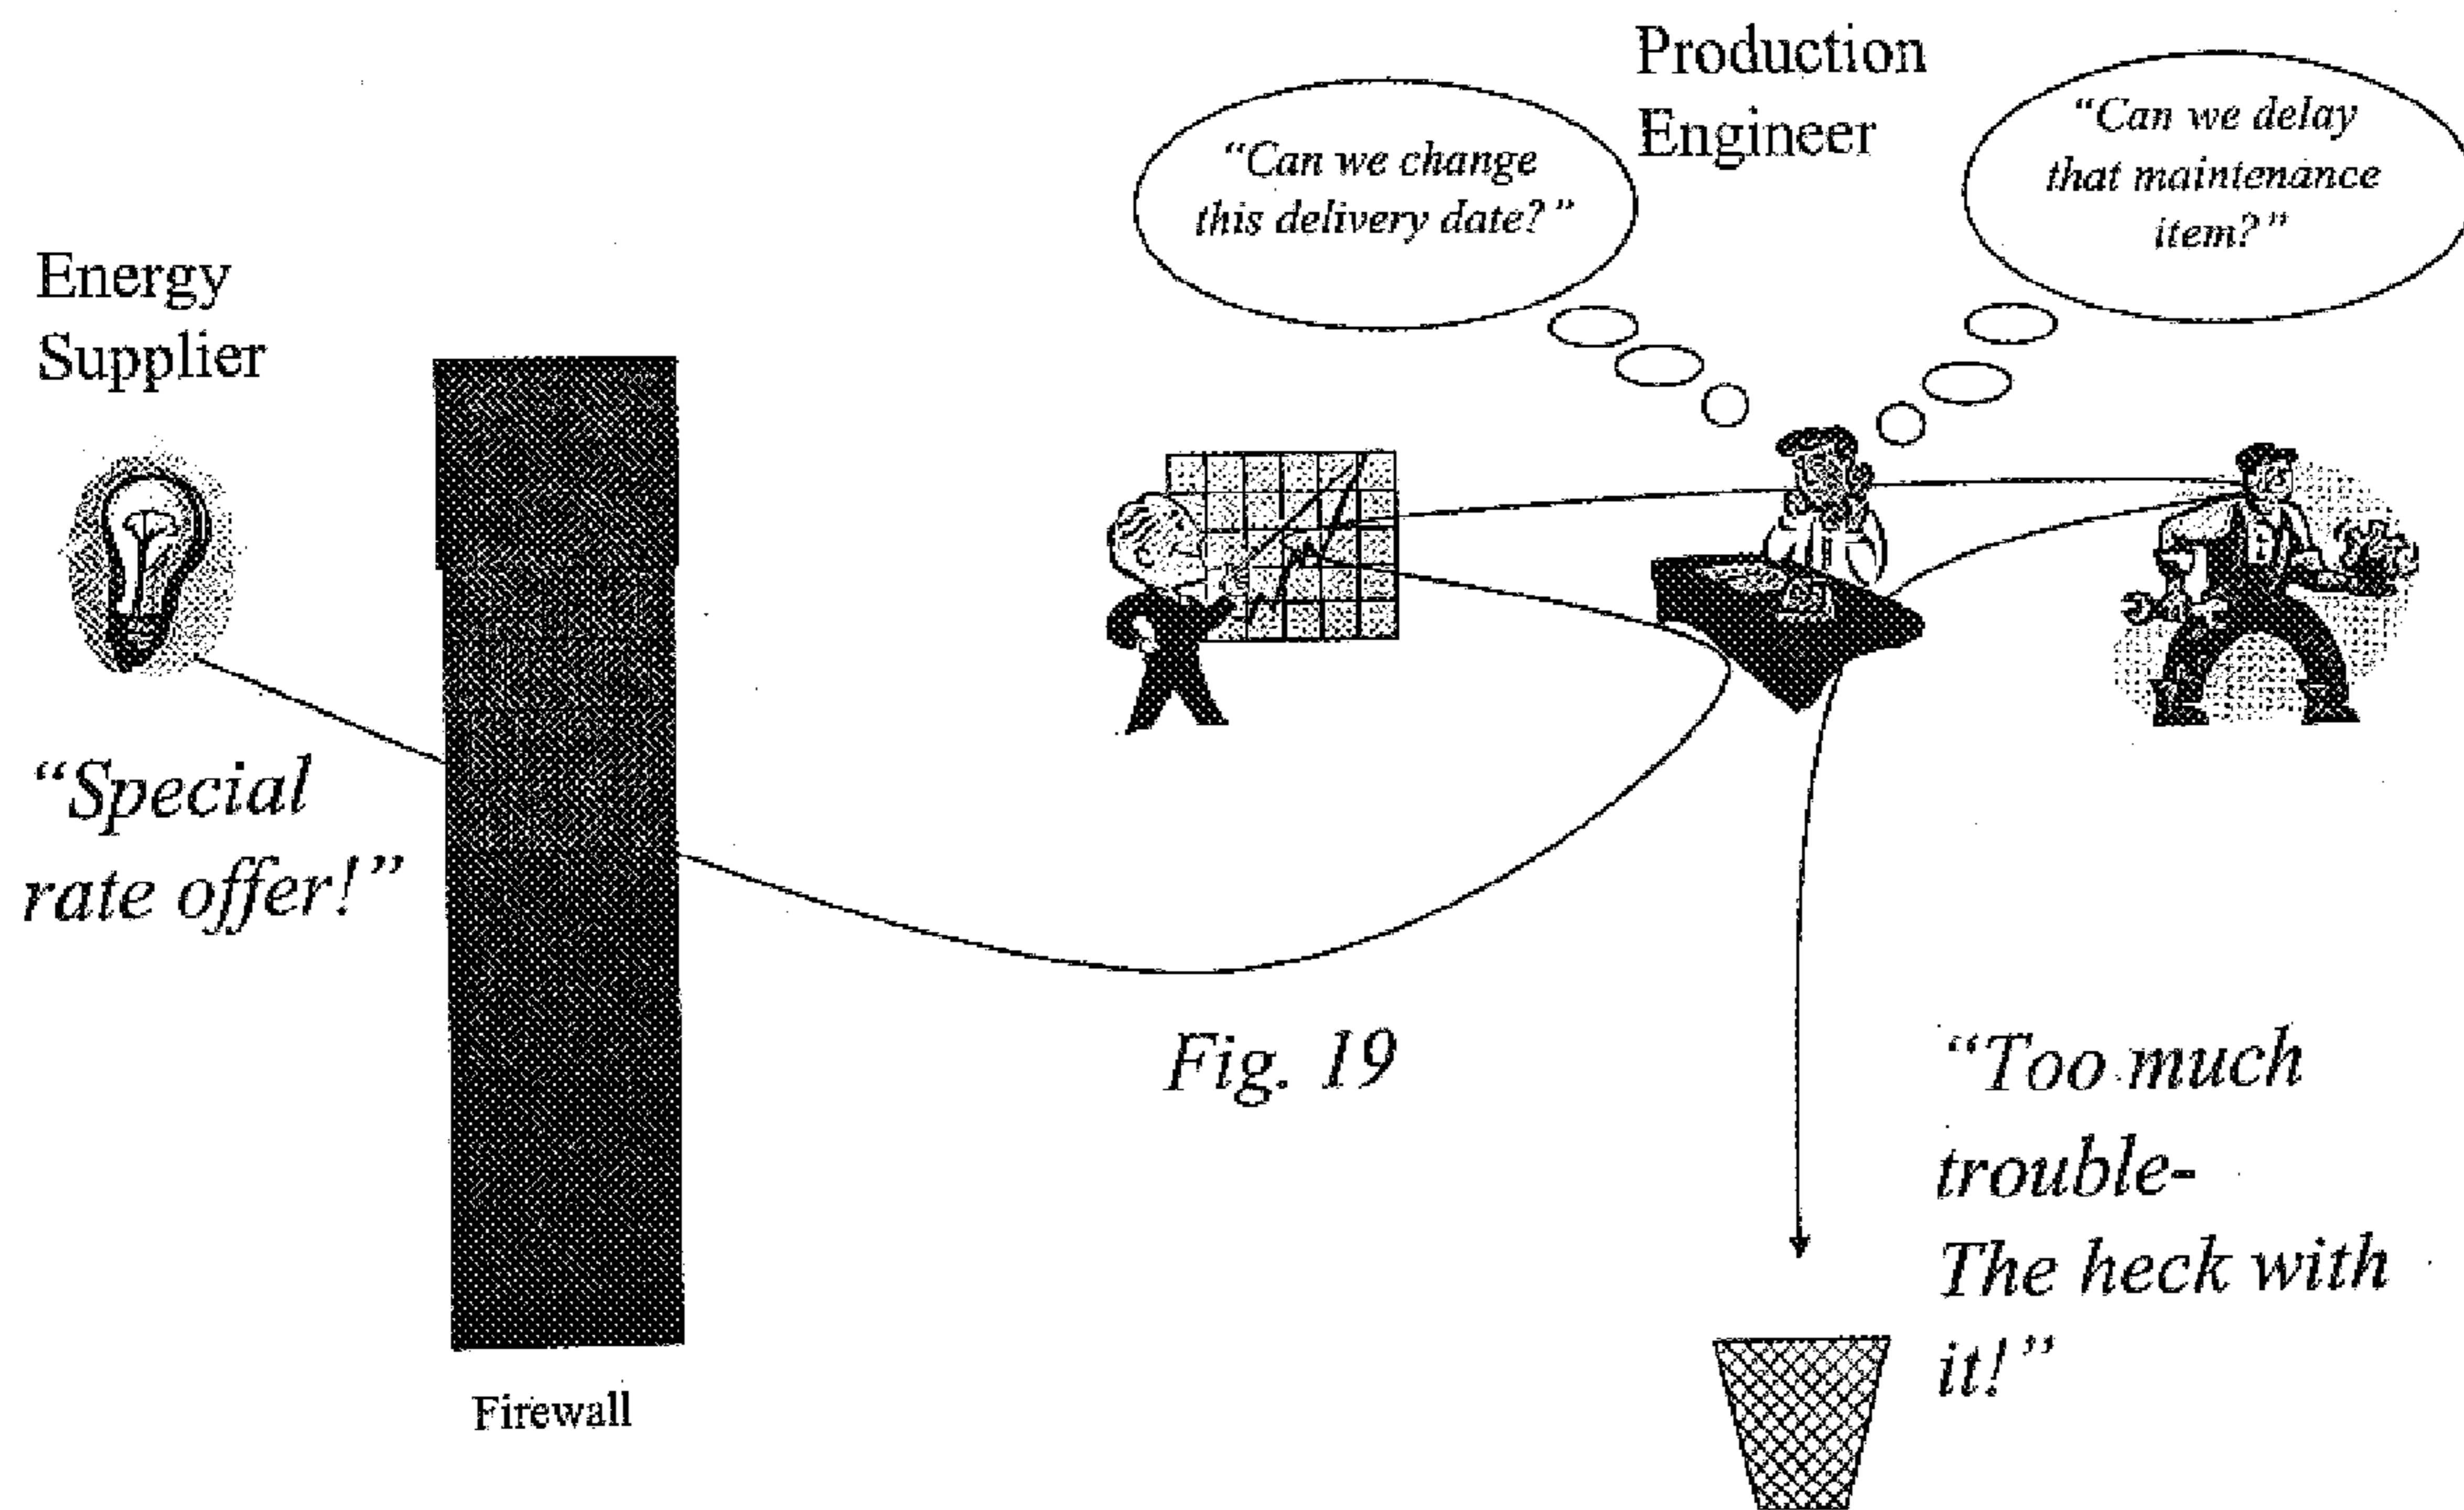 Production
Engineer
“Can we change
this delivery date?”
“Can we delay
that maintenance
item?”
Energy
Supplier
“Special
rate offer!”
Fig. 19
“Too much
trouble-
The heck with
it!”
Firewall